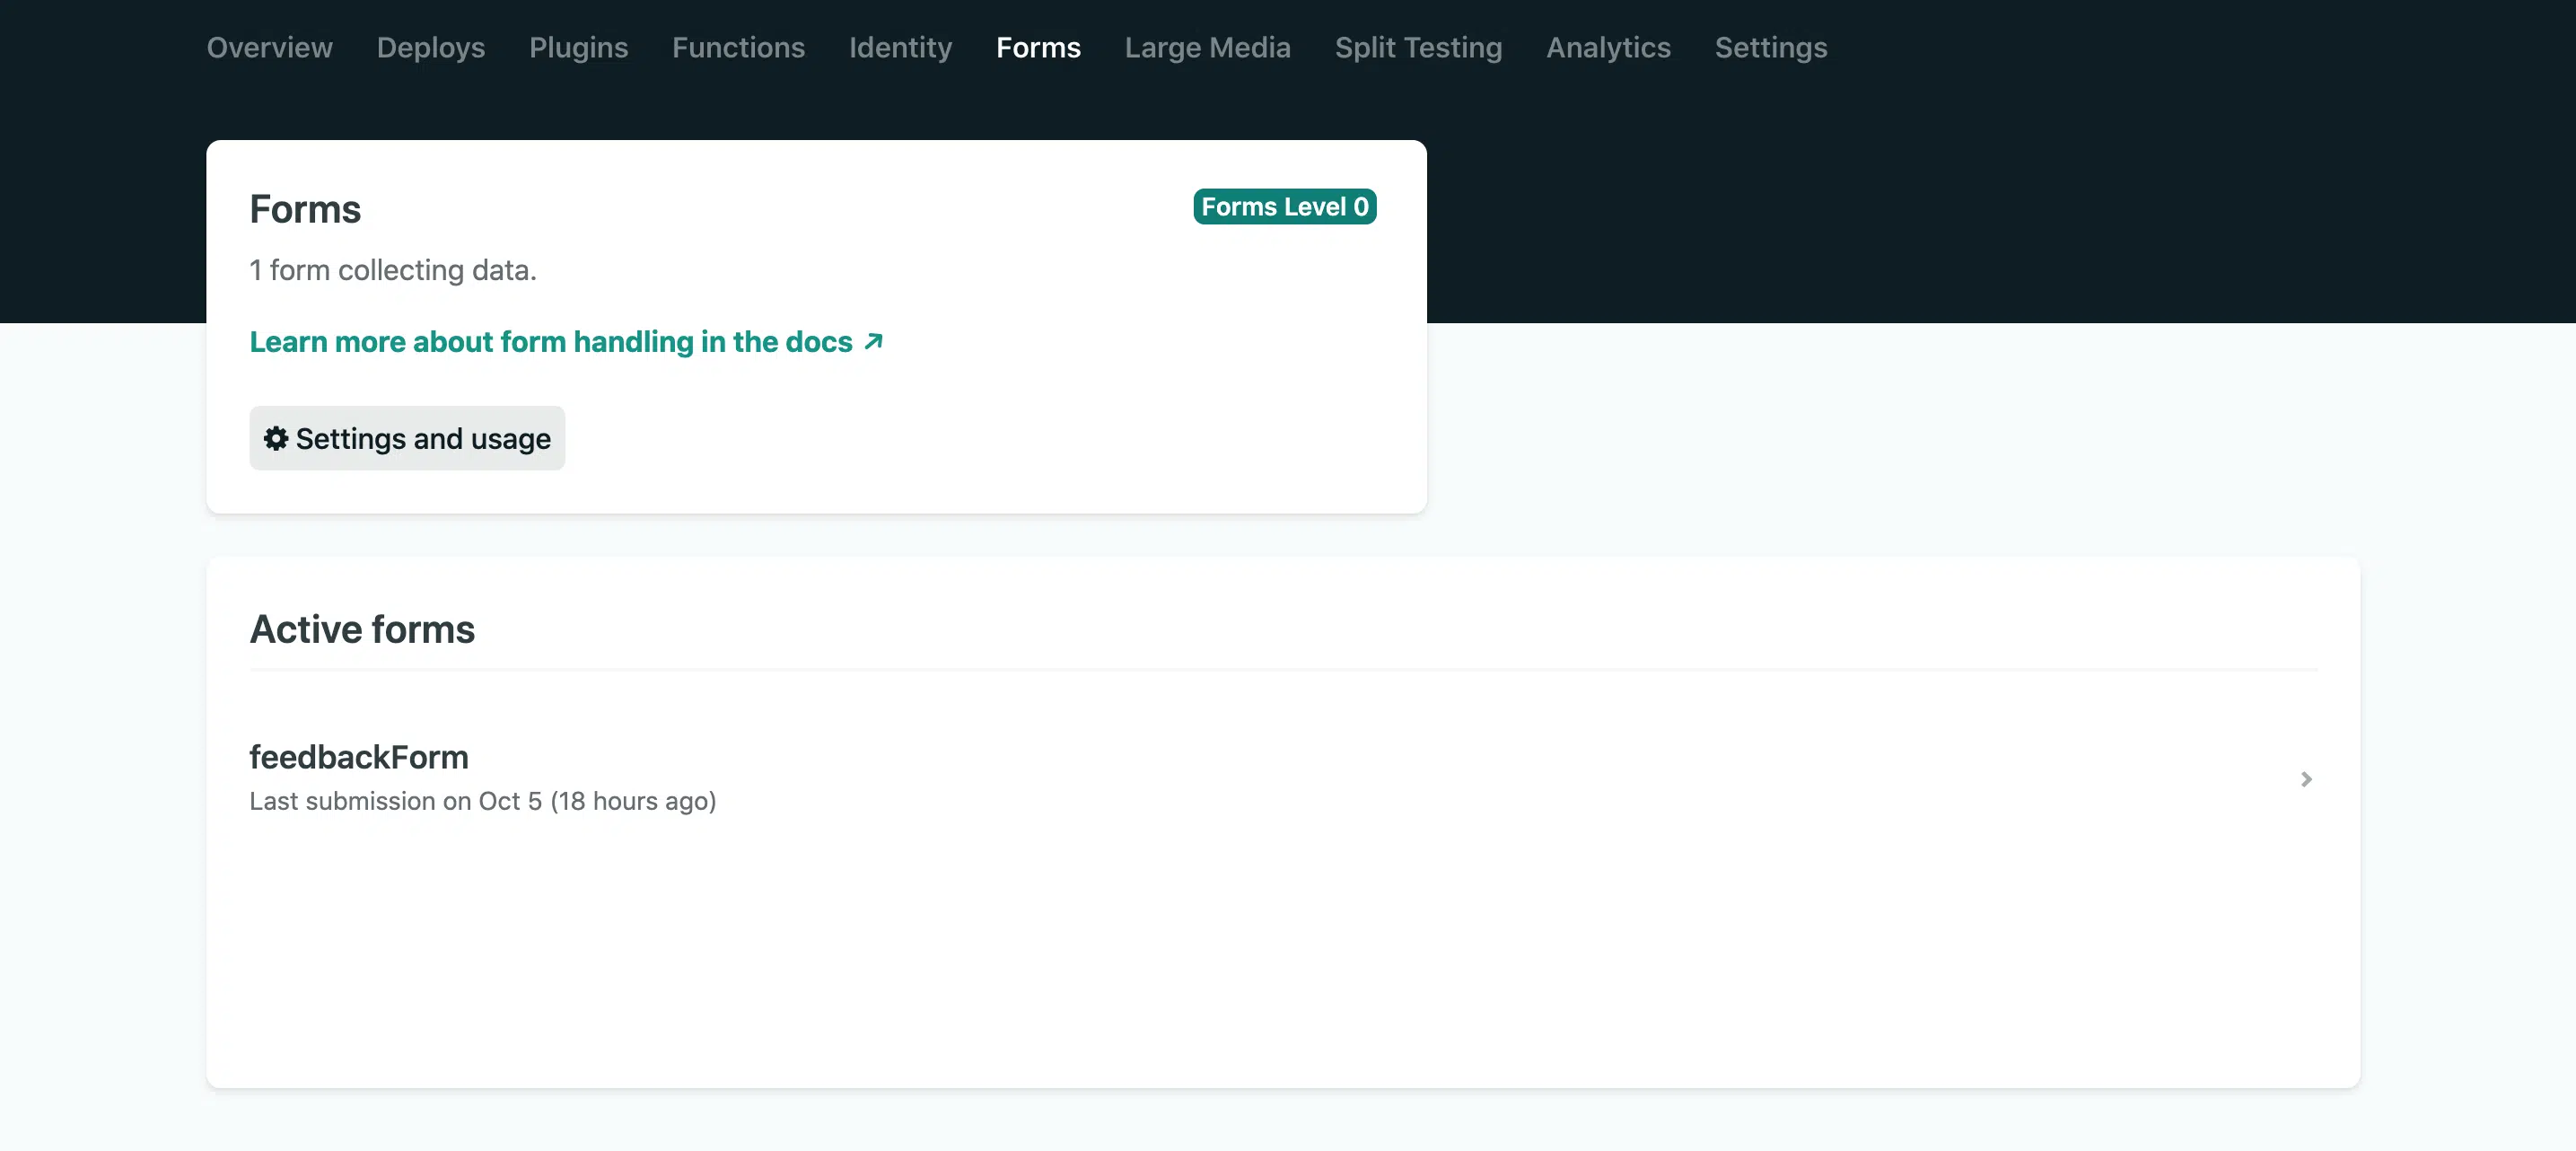 Overview Deploys Plugins Functions Identity Forms Large Media Split Testing Analytics Settings
Forms
Forms Level 0
1 form collecting data.
Learn more about form handling in the docs ↗
Settings and usage
Active forms
feedbackForm
Last submission on Oct 5 (18 hours ago)